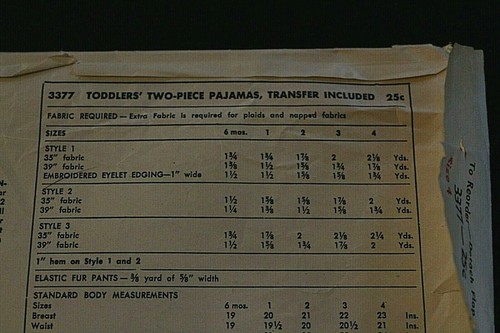 3377 TODDLERS' TWO-PIECE PAJAMAS, TRANSFER INCLUDED 25c
FABRIC REQUIRED — Extra Fabric is required for plaids and napped fabrics
SIZES 6 mos. 1 2 3 4
STYLE 1
35" fabric 1¾ 1¾ 1⅞ 2 2⅛ Yds.
39" fabric 1⅜ 1½ 1⅝ 1¾ 1⅞ Yds.
EMBROIDERED EYELET EDGING—1" wide 1½ 1½ 1⅝ 1⅝ 1¾ Yds.
STYLE 2
35" fabric 1½ 1⅝ 1⅝ 1⅞ 2 Yds.
39" fabric 1¼ 1⅜ 1½ 1⅝ 1¾ Yds.
STYLE 3
35" fabric 1¾ 1⅞ 2 2⅛ 2¼ Yds.
39" fabric 1½ 1⅝ 1¾ 1⅞ 2 Yds.
1" hem on Style 1 and 2
ELASTIC FUR PANTS — ⅜ yard of ⅝" width
STANDARD BODY MEASUREMENTS
Sizes 6 mos. 1 2 3 4
Breast 19 20 21 22 23 Ins.
Waist 19 19½ 20 20½ 21 Ins.
To Reorder Detach Flap
3377 — 25c